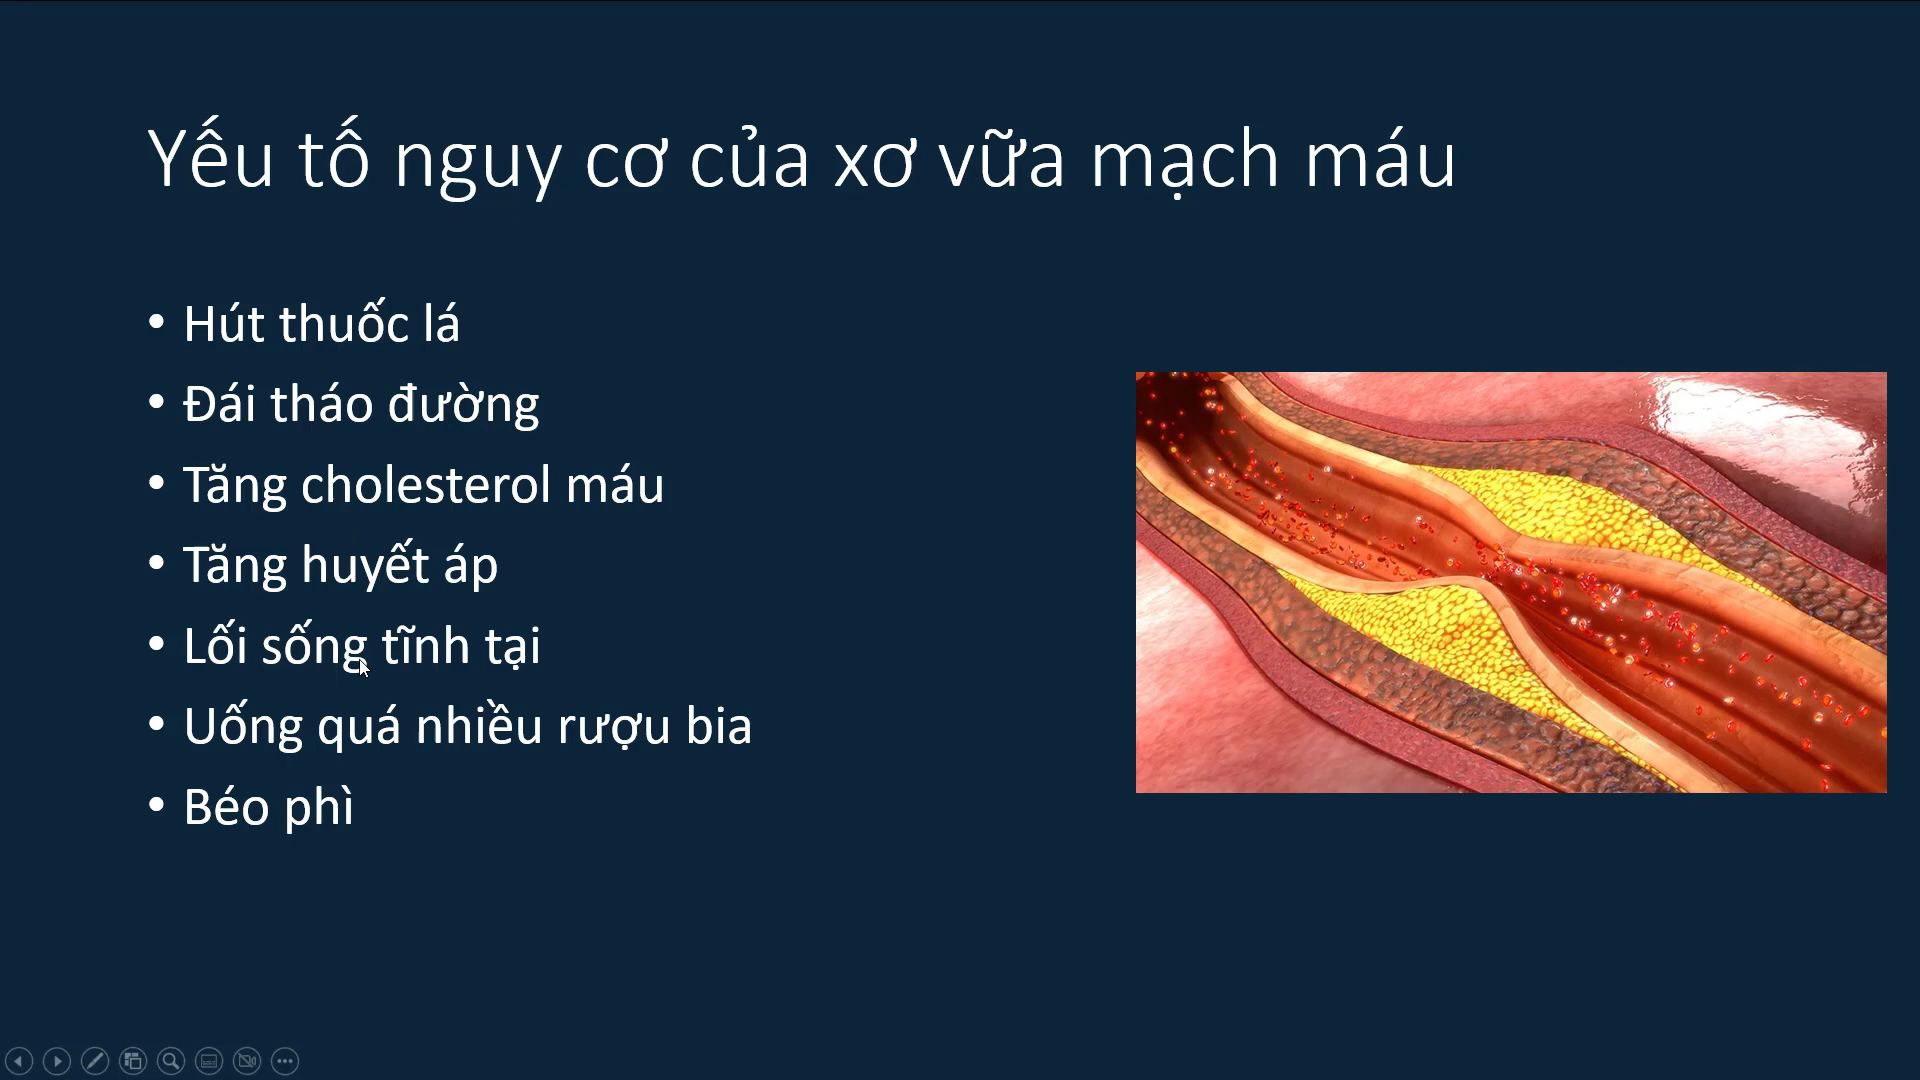 Yếu tố nguy cơ của xơ vữa mạch máu
• Hút thuốc lá
• Đái tháo đường
• Tăng cholesterol máu
• Tăng huyết áp
• Lối sống tĩnh tại
• Uống quá nhiều rượu bia
• Béo phì